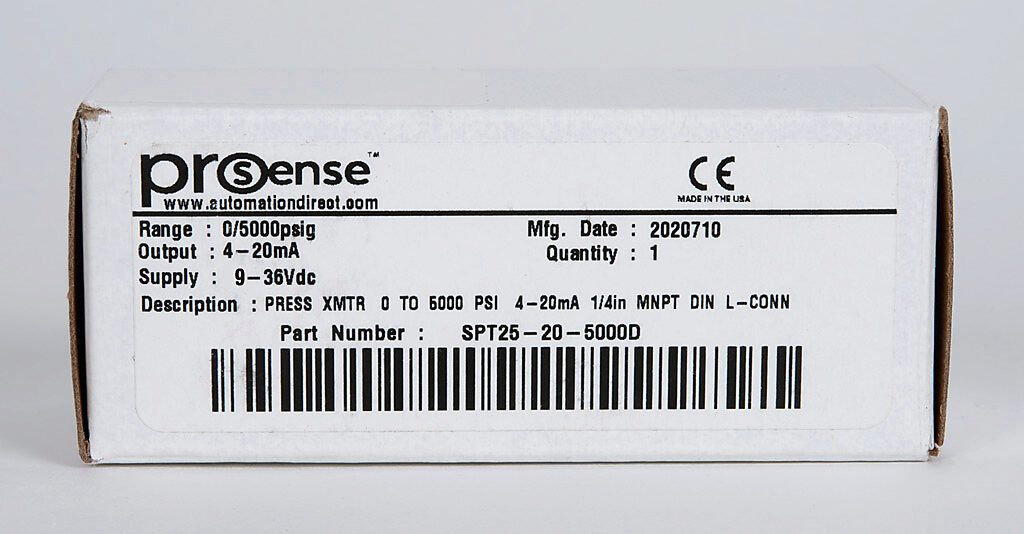 prosense™
www.automationdirect.com
CE
MADE IN THE USA
Range : 0/5000psig
Mfg. Date : 2020710
Output : 4-20mA
Quantity : 1
Supply : 9-36Vdc
Description : PRESS XMTR 0 TO 5000 PSI 4-20mA 1/4in MNPT DIN L-CONN
Part Number : SPT25-20-5000D